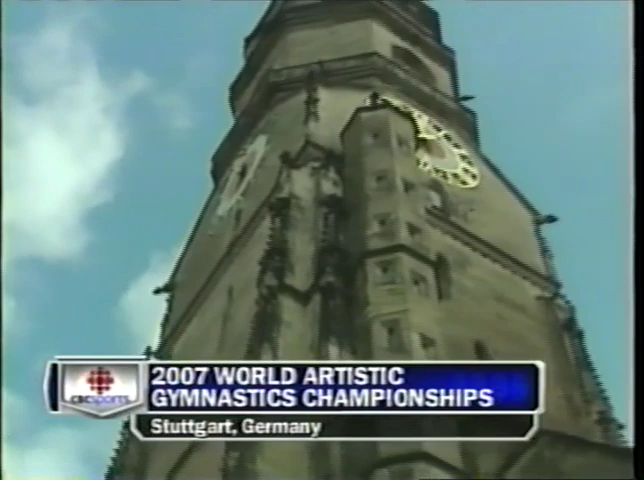 2007 WORLD ARTISTIC
GYMNASTICS CHAMPIONSHIPS
CBCSPORTS
Stuttgart, Germany